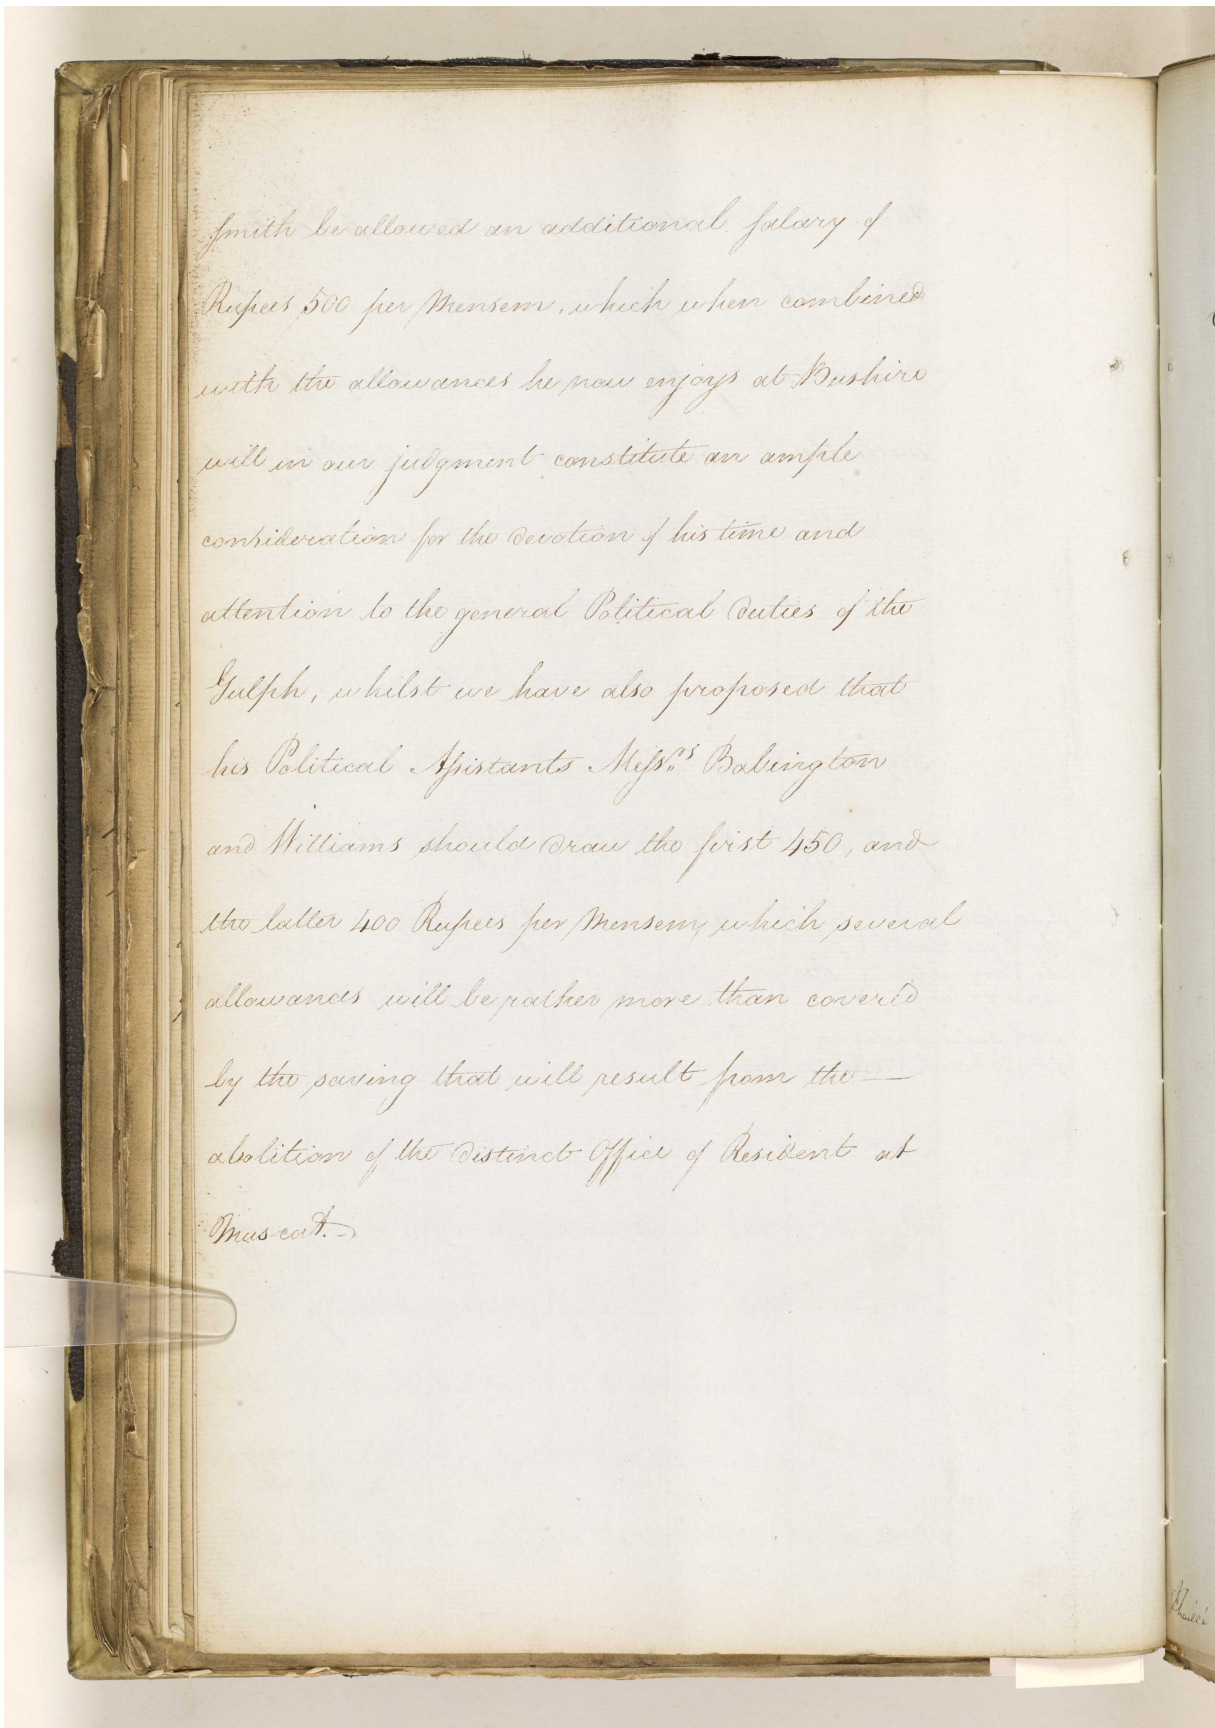 Smith be allowed an additional Salary of
Rupees 500 per Mensem, which when combined
with the allowances he now enjoys at Bushire
will in our judgment constitute an ample
consideration for the devotion of his time and
attention to the general Political duties of the
Gulph, whilst we have also proposed that
his Political Assistants Messrs Babington
and Williams should draw the first 450, and
the latter 400 Rupees per Mensem, which several
allowances will be rather more than covered
by the saving that will result from the —
abolition of the distinct Office of Resident at
Muscat. —